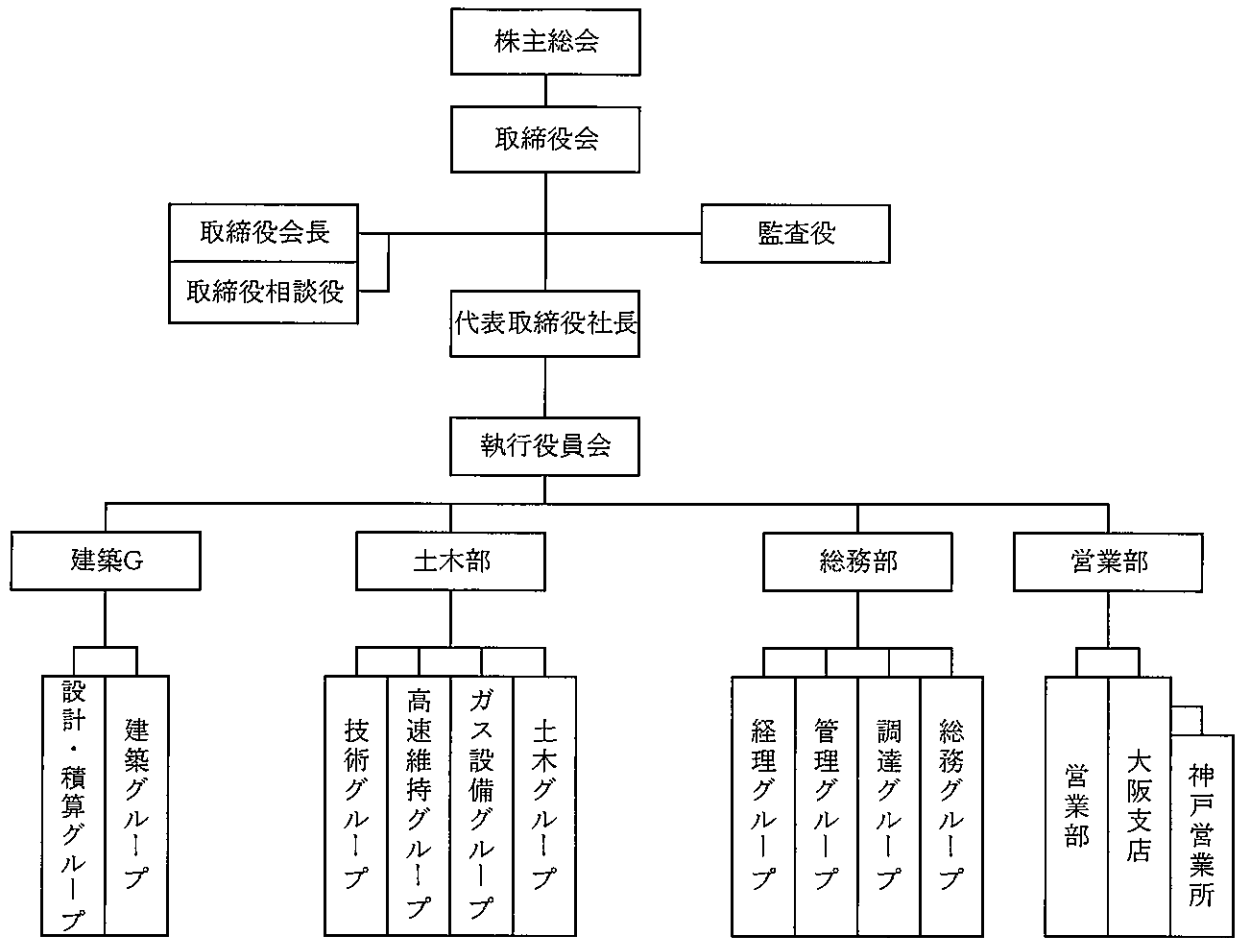 株主総会
取締役会
取締役会長
監査役
取締役相談役
代表取締役社長
執行役員会
建築G
土木部
総務部
営業部
設計・積算グループ
建築グループ
技術グループ
高速維持グループ
ガス設備グループ
土木グループ
経理グループ
管理グループ
調達グループ
総務グループ
営業部
大阪支店
神戸営業所